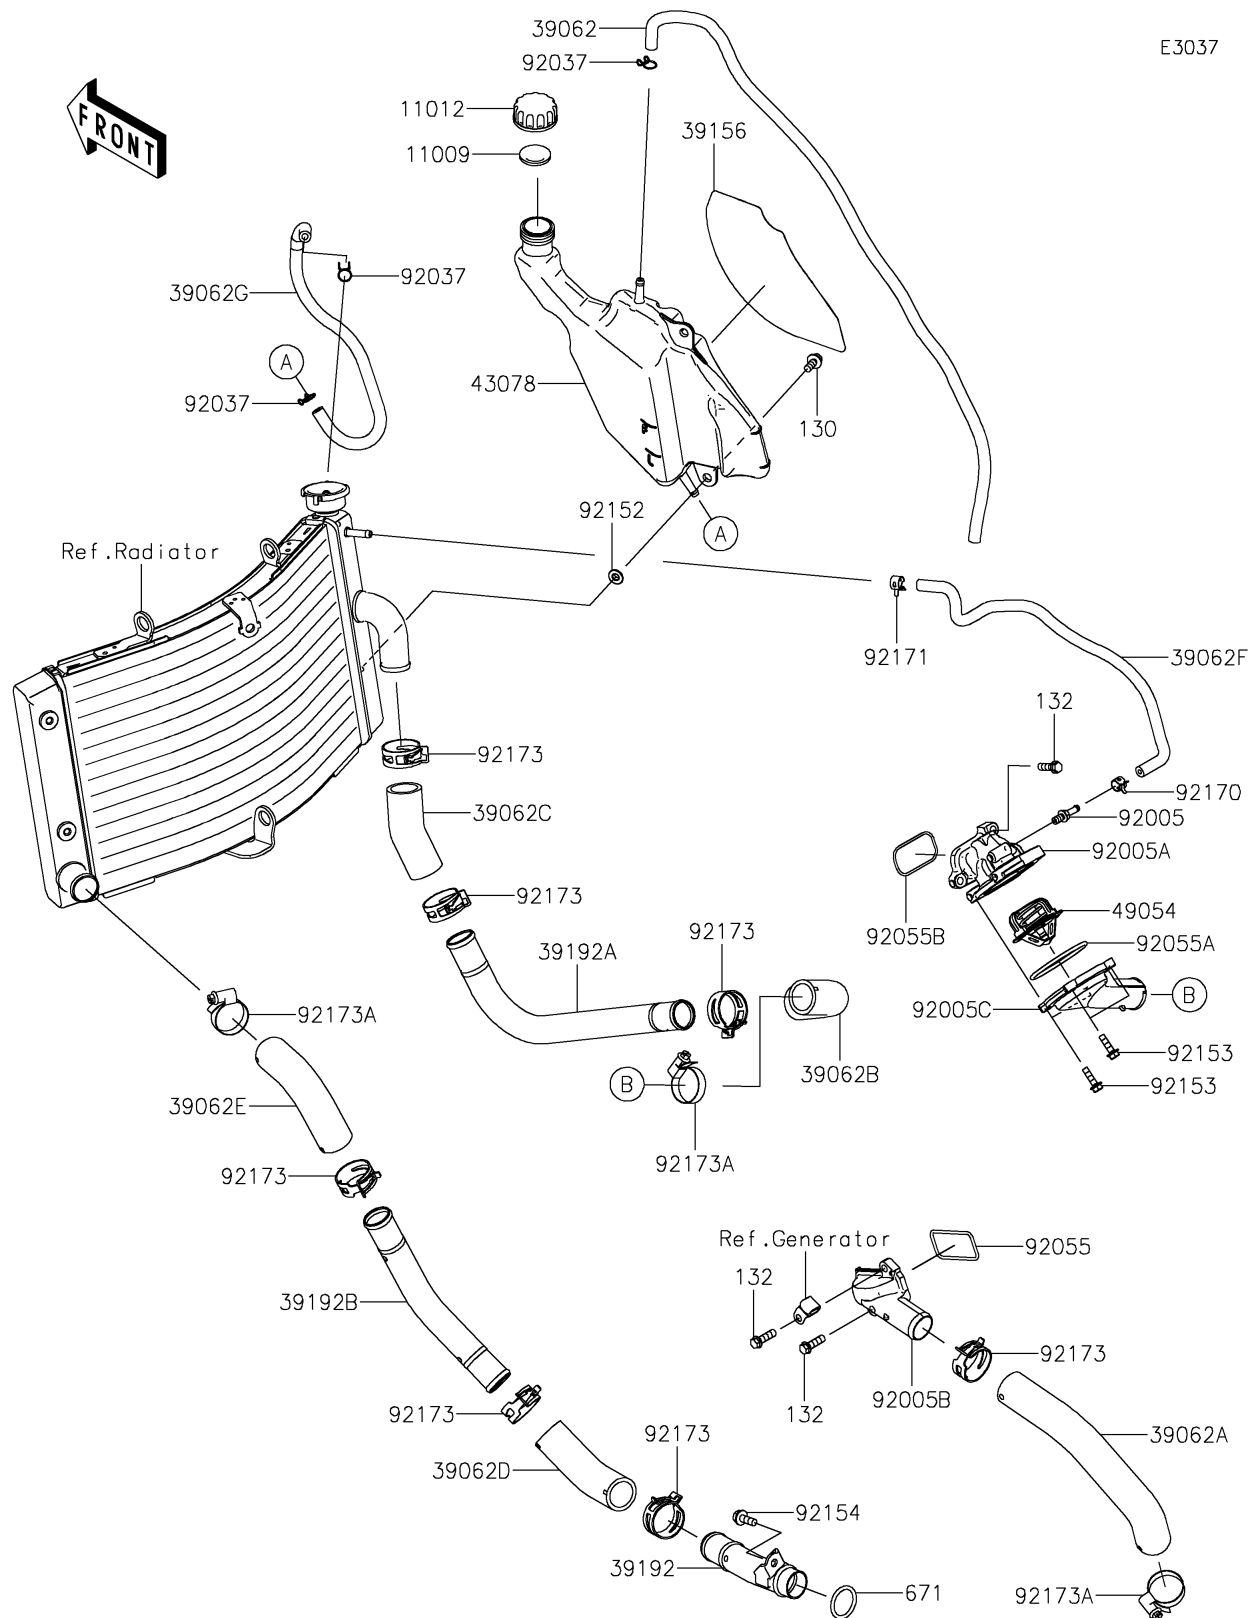 39062
E3037
92037
11012
39156
11009
FRONT
92037
39062G
A
43078
92037
130
92152
A
Ref.Radiator
92171
39062F
132
92173
92170
39062C
92005
92005A
92173
49054
92055B
92173
92055A
39192A
B
92005C
92173A
92153
39062B
B
92153
39062E
92173A
92173
Ref.Generator
92055
132
39192B
92173
92005B
132
92173
92173
39062A
39062D
92154
39192
671
92173A